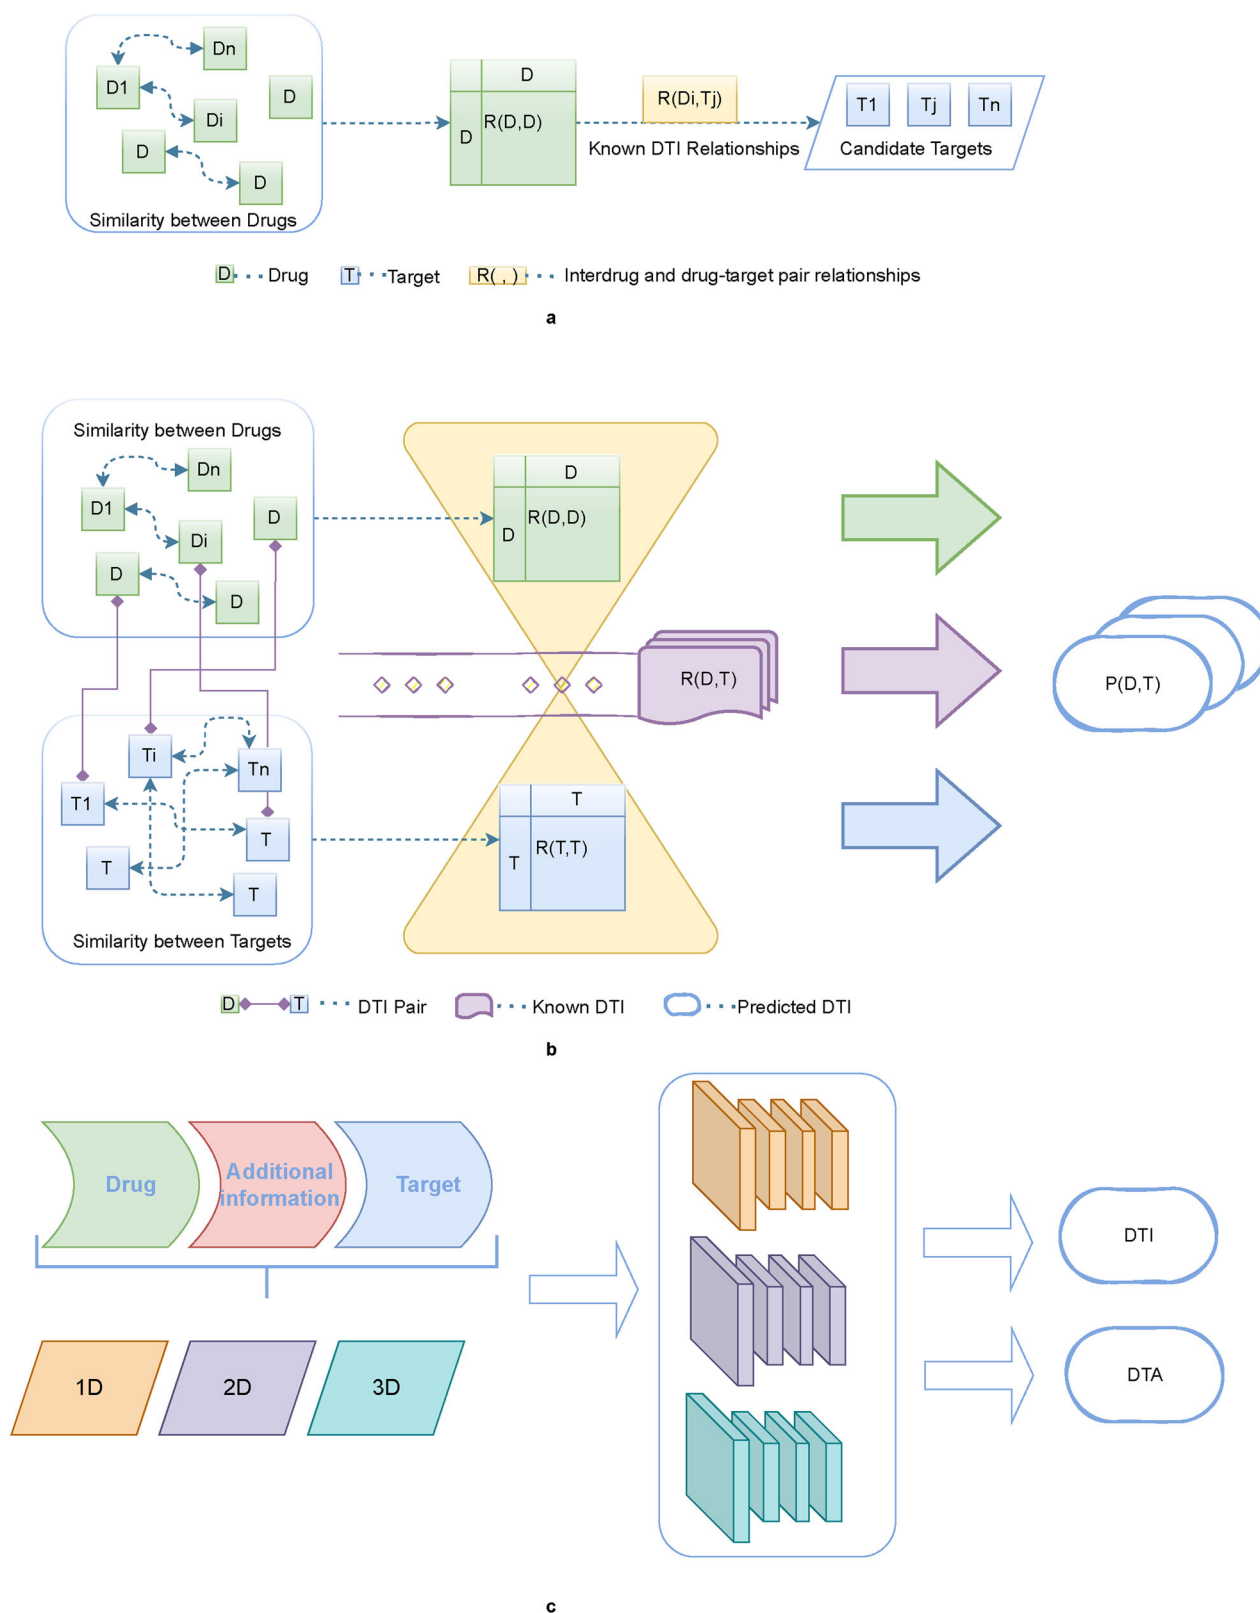 Dn
D1
D
Di
D
D
Similarity between Drugs
D
D
R(D,D)
R(Di,Tj)
Known DTI Relationships
T1 Tj Tn
Candidate Targets
D Drug
T Target
R( , ) Interdrug and drug-target pair relationships
a
Similarity between Drugs
Dn
D1
D
Di
D
D
D
D
R(D,D)
R(D,T)
P(D,T)
Ti
Tn
T1
T
T
T
Similarity between Targets
T
T
R(T,T)
D T DTI Pair
Known DTI
Predicted DTI
b
Drug
Additional
information
Target
1D
2D
3D
DTI
DTA
c